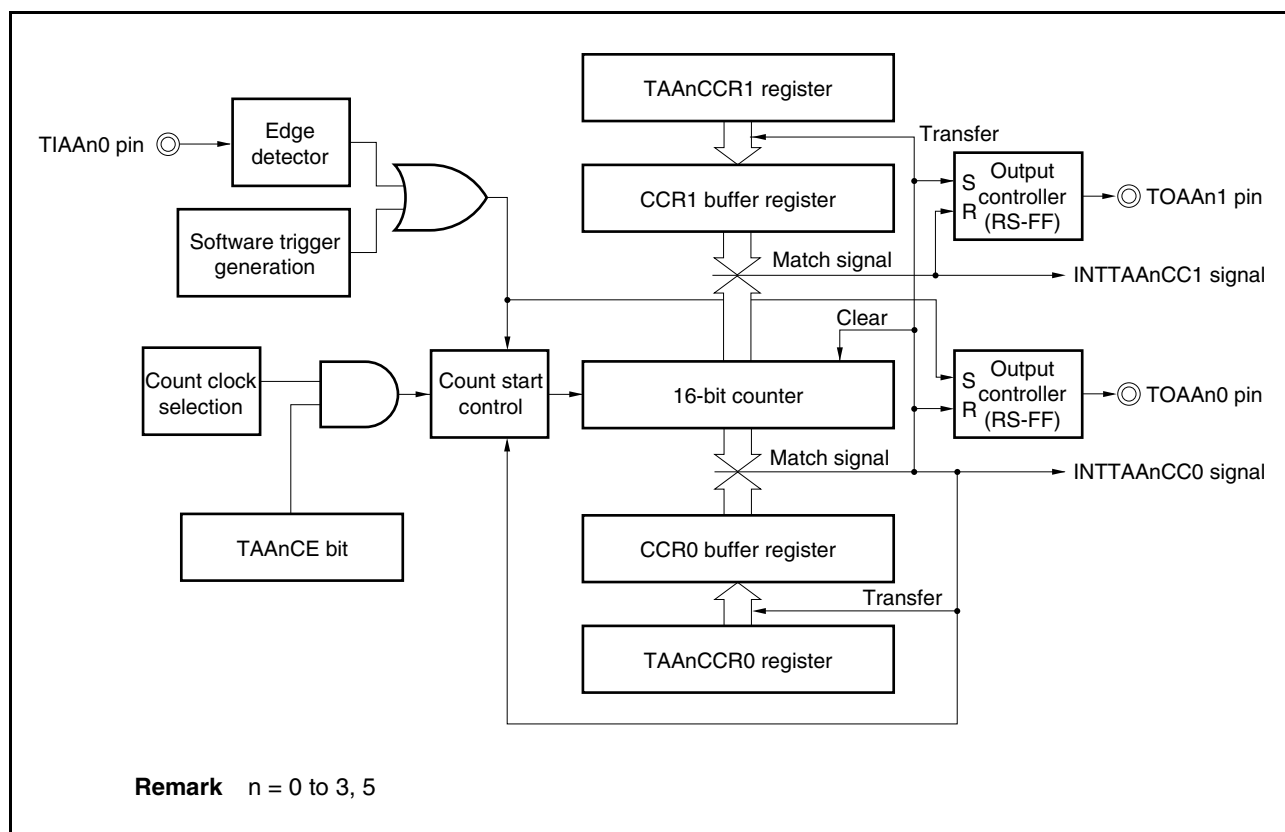 TAAnCCR1 register
TIAAn0 pin
Edge
detector
Transfer
S
R
Output
controller
(RS-FF)
TOAAn1 pin
CCR1 buffer register
Software trigger
generation
Match signal
INTTAAnCC1 signal
Clear
Count clock
selection
Count start
control
16-bit counter
S
R
Output
controller
(RS-FF)
TOAAn0 pin
Match signal
INTTAAnCC0 signal
TAAnCE bit
CCR0 buffer register
Transfer
TAAnCCR0 register
Remark n = 0 to 3, 5